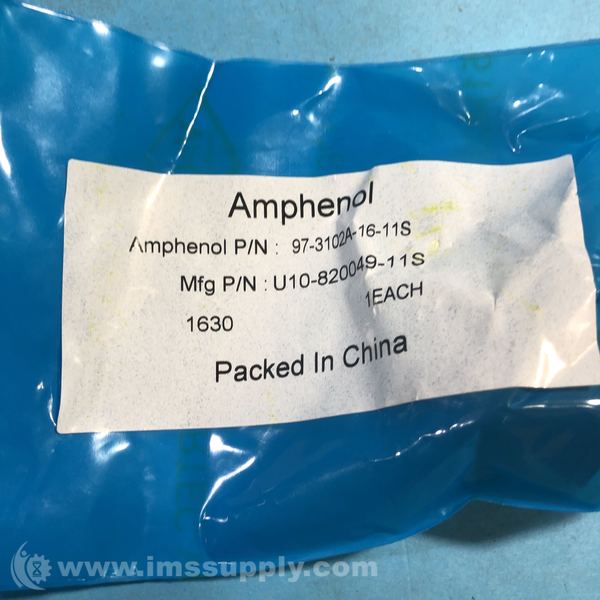 Amphenol
Amphenol P/N : 97-3102A-16-11S
Mfg P/N : U10-820049-11S
1630 1EACH
Packed In China
www.imssupply.com